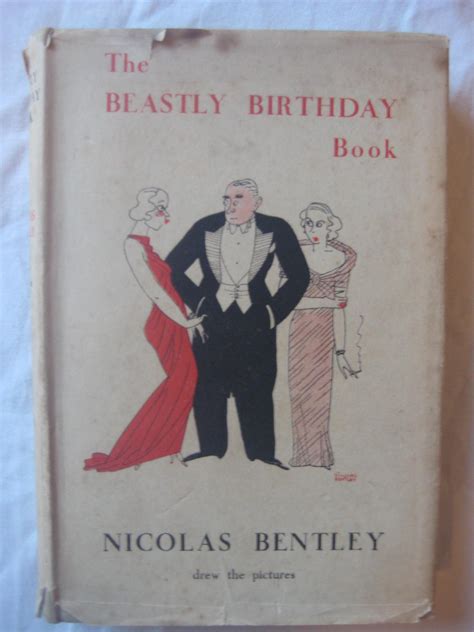 The
BEASTLY BIRTHDAY
Book
NICOLAS BENTLEY
drew the pictures